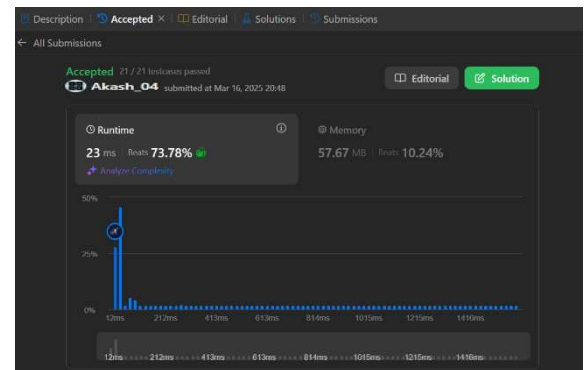 Description | Accepted × | Editorial | Solutions | Submissions
← All Submissions
Accepted 21 / 21 testcases passed
Akash_04 submitted at Mar 16, 2025 20:48
Editorial
Solution
Runtime
23 ms | Beats 73.78%
Analyze Complexity
Memory
57.67 MB | Beats 10.24%
50%
25%
0%
12ms 212ms 413ms 613ms 814ms 1015ms 1215ms 1416ms
12ms 212ms 413ms 613ms 814ms 1015ms 1215ms 1416ms